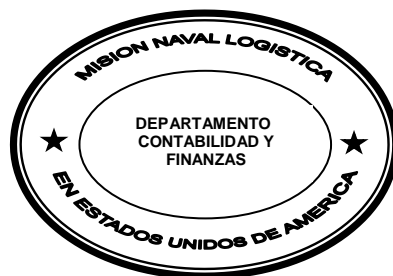 MISION NAVAL LOGISTICA
DEPARTAMENTO
CONTABILIDAD Y
FINANZAS
EN ESTADOS UNIDOS DE AMERICA